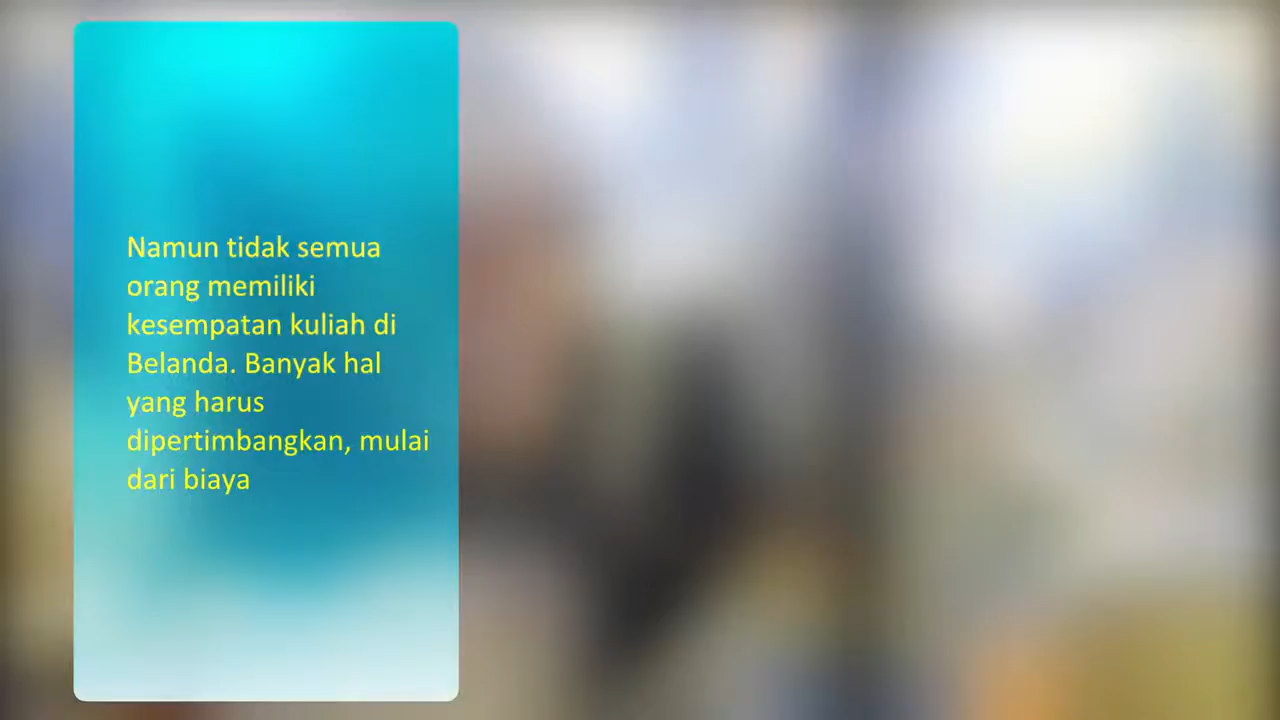 Namun tidak semua
orang memiliki
kesempatan kuliah di
Belanda. Banyak hal
yang harus
dipertimbangkan, mulai
dari biaya